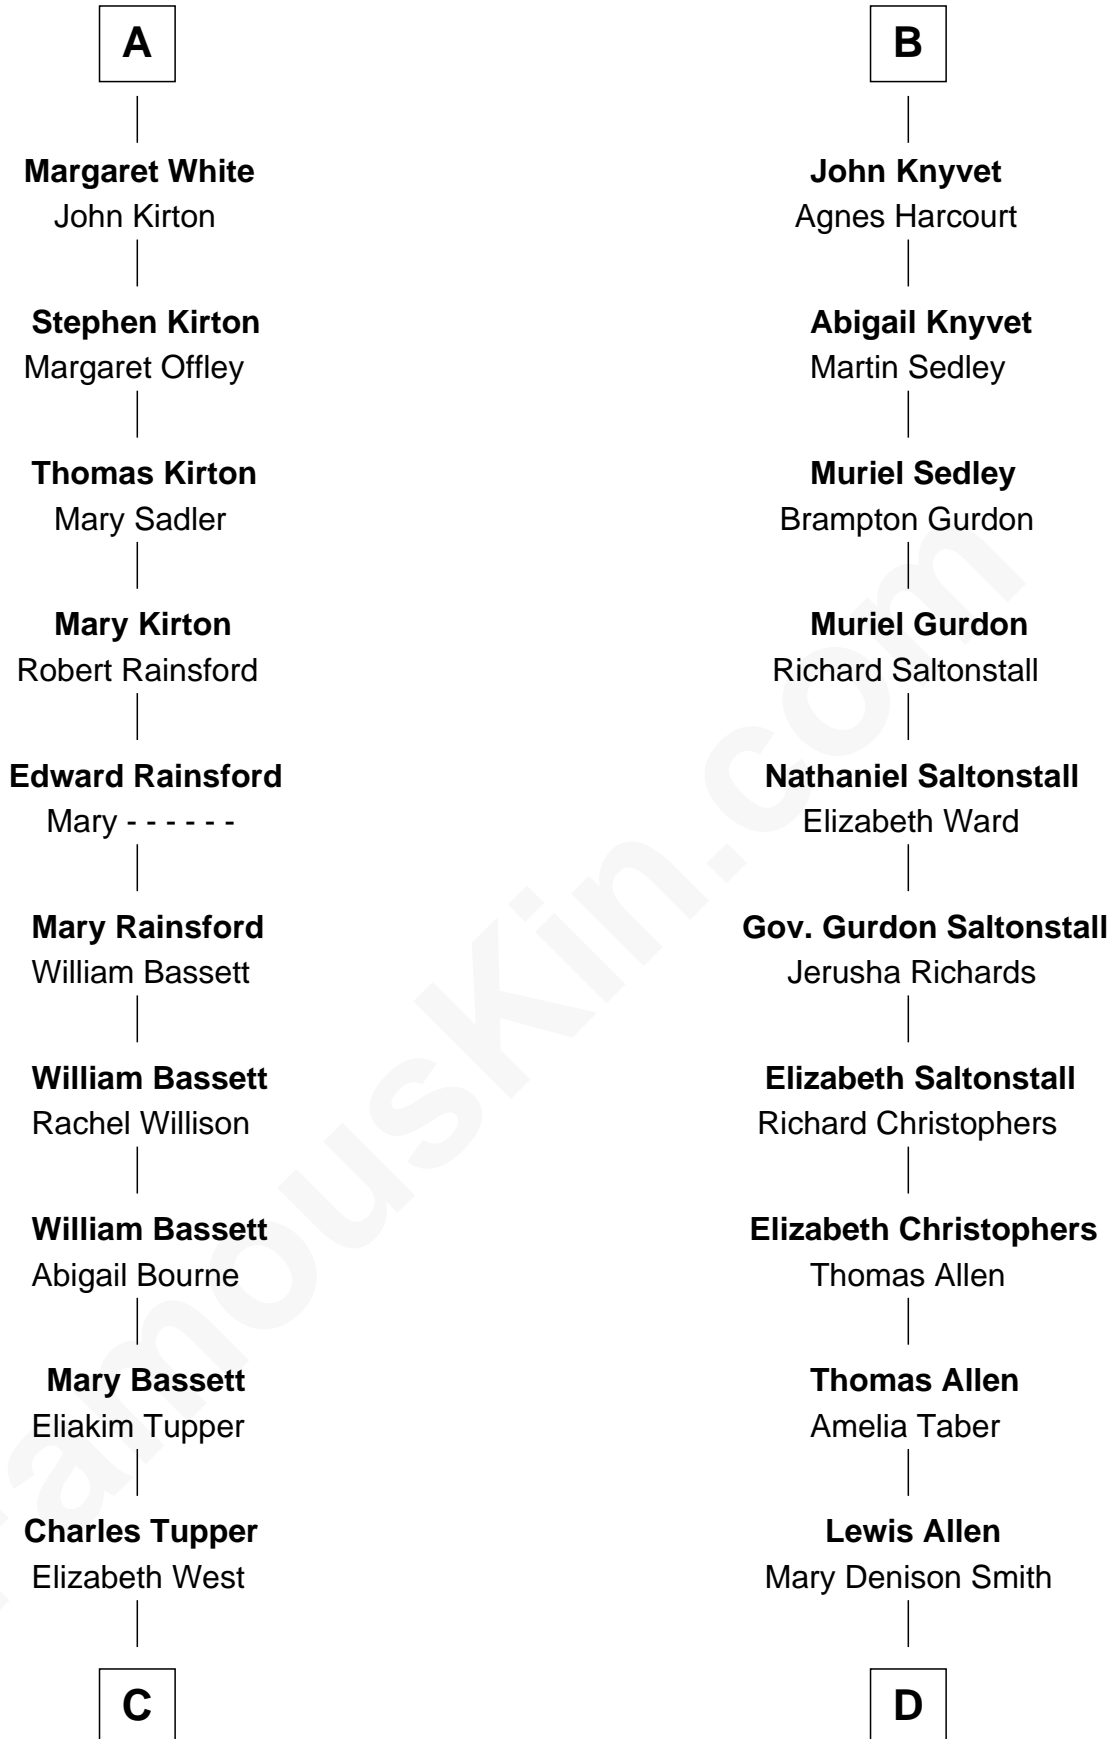 A
Margaret White
John Kirton
Stephen Kirton
Margaret Offley
Thomas Kirton
Mary Sadler
Mary Kirton
Robert Rainsford
Edward Rainsford
Mary - - - - - -
Mary Rainsford
William Bassett
William Bassett
Rachel Willison
William Bassett
Abigail Bourne
Mary Bassett
Eliakim Tupper
Charles Tupper
Elizabeth West
C
B
John Knyvet
Agnes Harcourt
Abigail Knyvet
Martin Sedley
Muriel Sedley
Brampton Gurdon
Muriel Gurdon
Richard Saltonstall
Nathaniel Saltonstall
Elizabeth Ward
Gov. Gurdon Saltonstall
Jerusha Richards
Elizabeth Saltonstall
Richard Christophers
Elizabeth Christophers
Thomas Allen
Thomas Allen
Amelia Taber
Lewis Allen
Mary Denison Smith
D
FamousKin.com